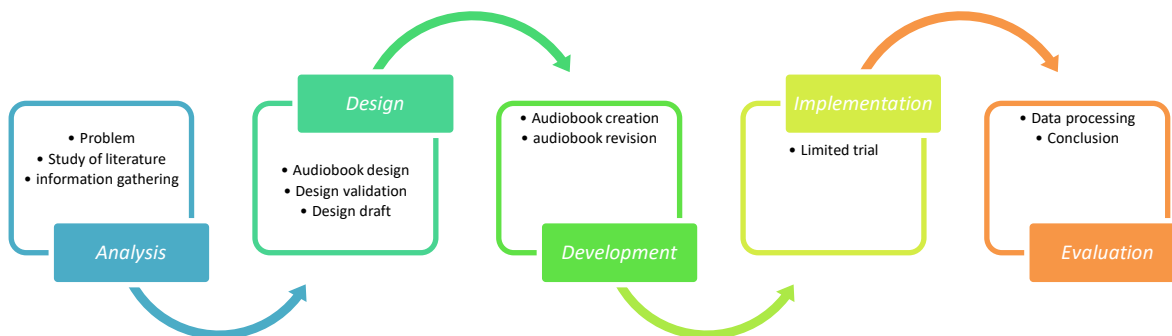 • Problem
• Study of literature
• information gathering
Analysis
Design
• Audiobook design
• Design validation
• Design draft
• Audiobook creation
• audiobook revision
Development
Implementation
• Limited trial
• Data processing
• Conclusion
Evaluation